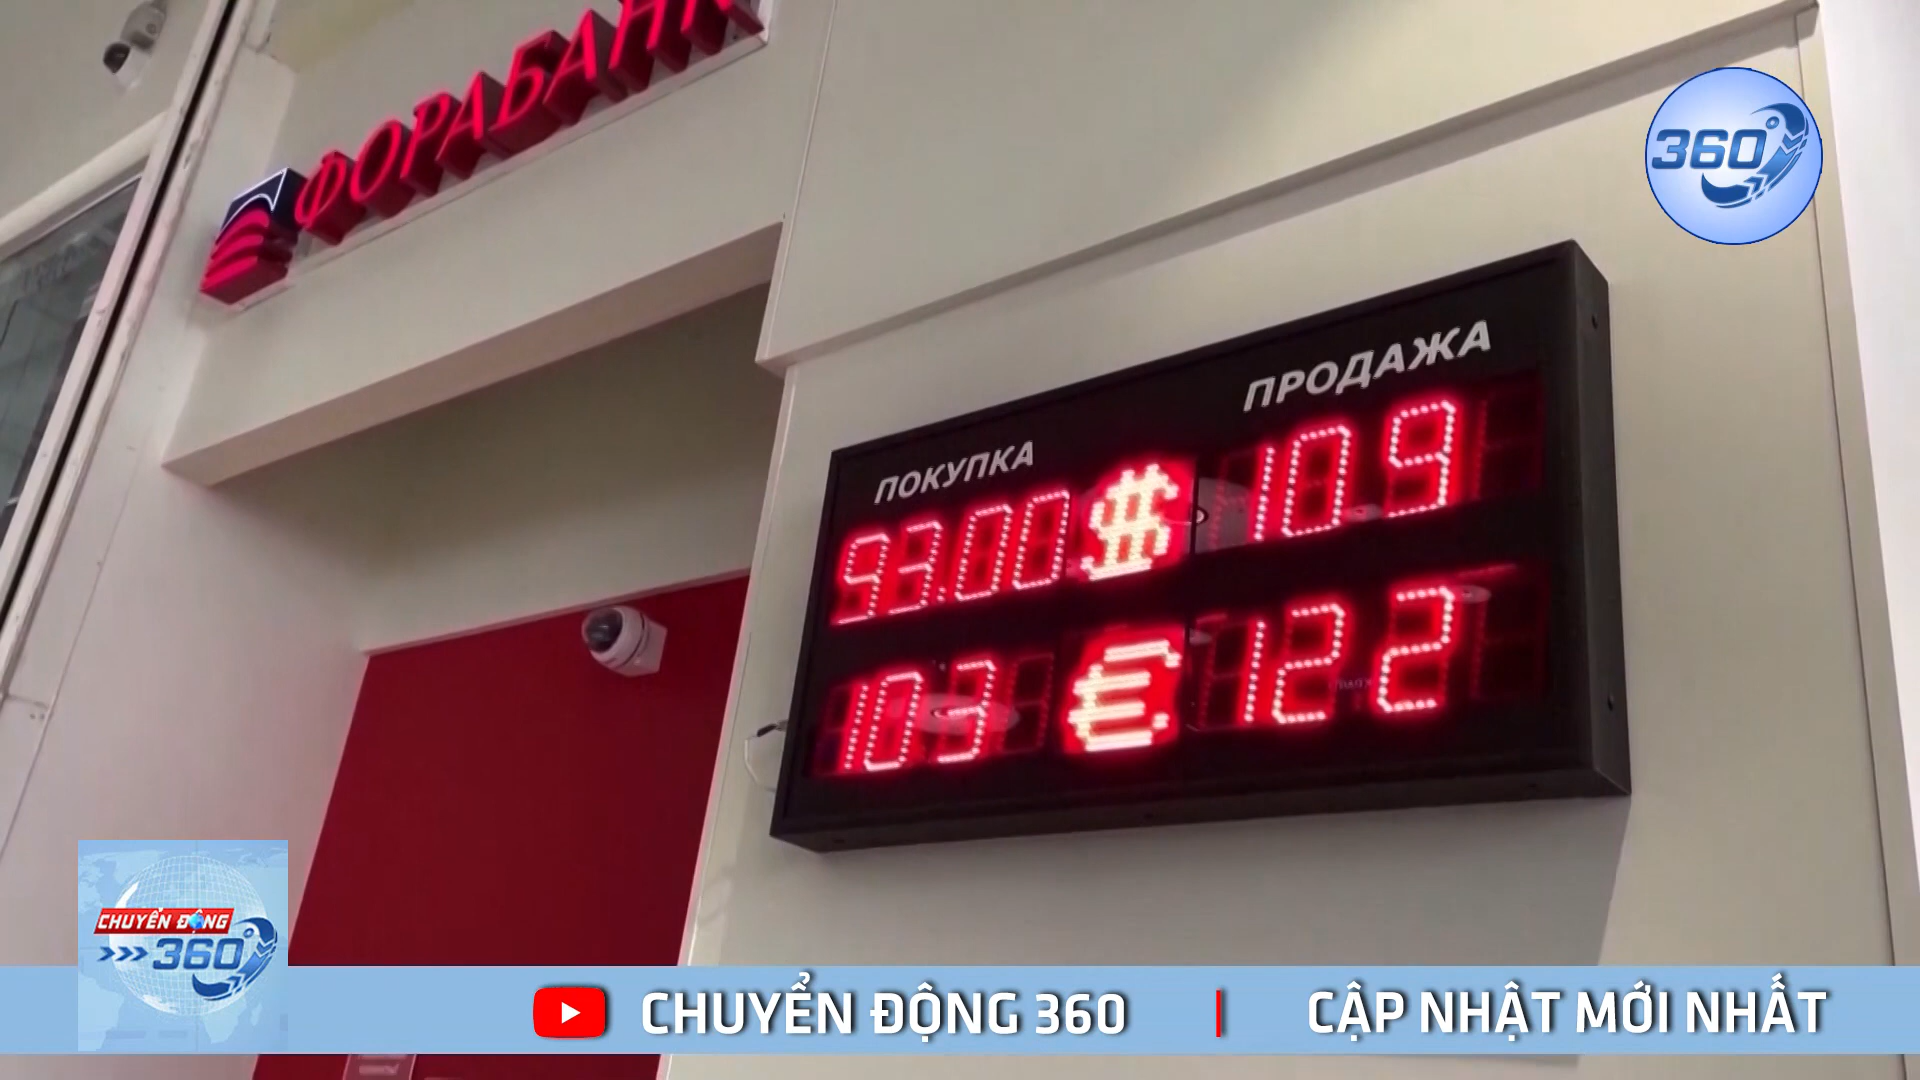 ФОРАБАНК
360°
ПОКУПКА ПРОДАЖА
93.00 $ 10.9
103 € 122
CHUYỂN ĐỘNG
360°
CHUYỂN ĐỘNG 360 | CẬP NHẬT MỚI NHẤT